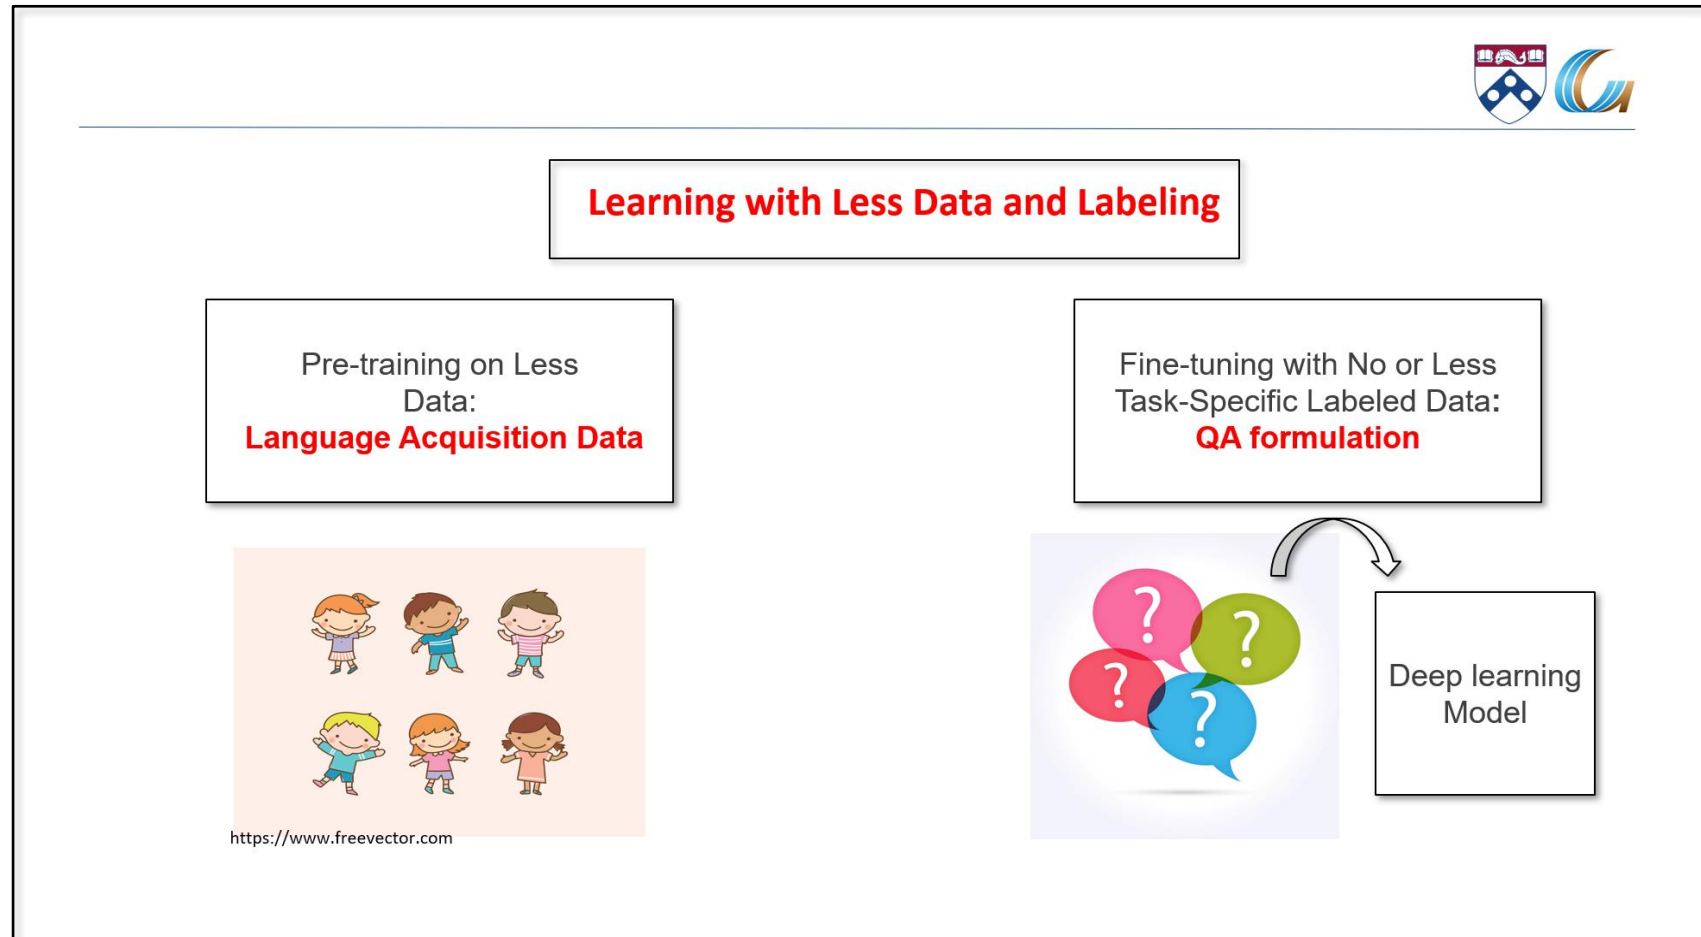 Learning with Less Data and Labeling
Pre-training on Less
Data:
Language Acquisition Data
Fine-tuning with No or Less
Task-Specific Labeled Data:
QA formulation
?
?
?
?
Deep learning
Model
https://www.freevector.com